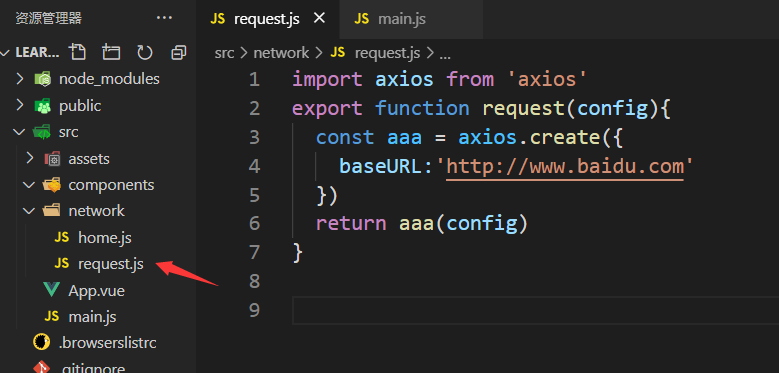 资源管理器 ···
LEAR...
node_modules
public
src
assets
components
network
JS home.js
JS request.js
App.vue
JS main.js
.browserslistrc
.gitignore
JS request.js × JS main.js
src > network > JS request.js > ...
1 import axios from 'axios'
2 export function request(config){
3 const aaa = axios.create({
4 baseURL:'http://www.baidu.com'
5 })
6 return aaa(config)
7 }
8
9